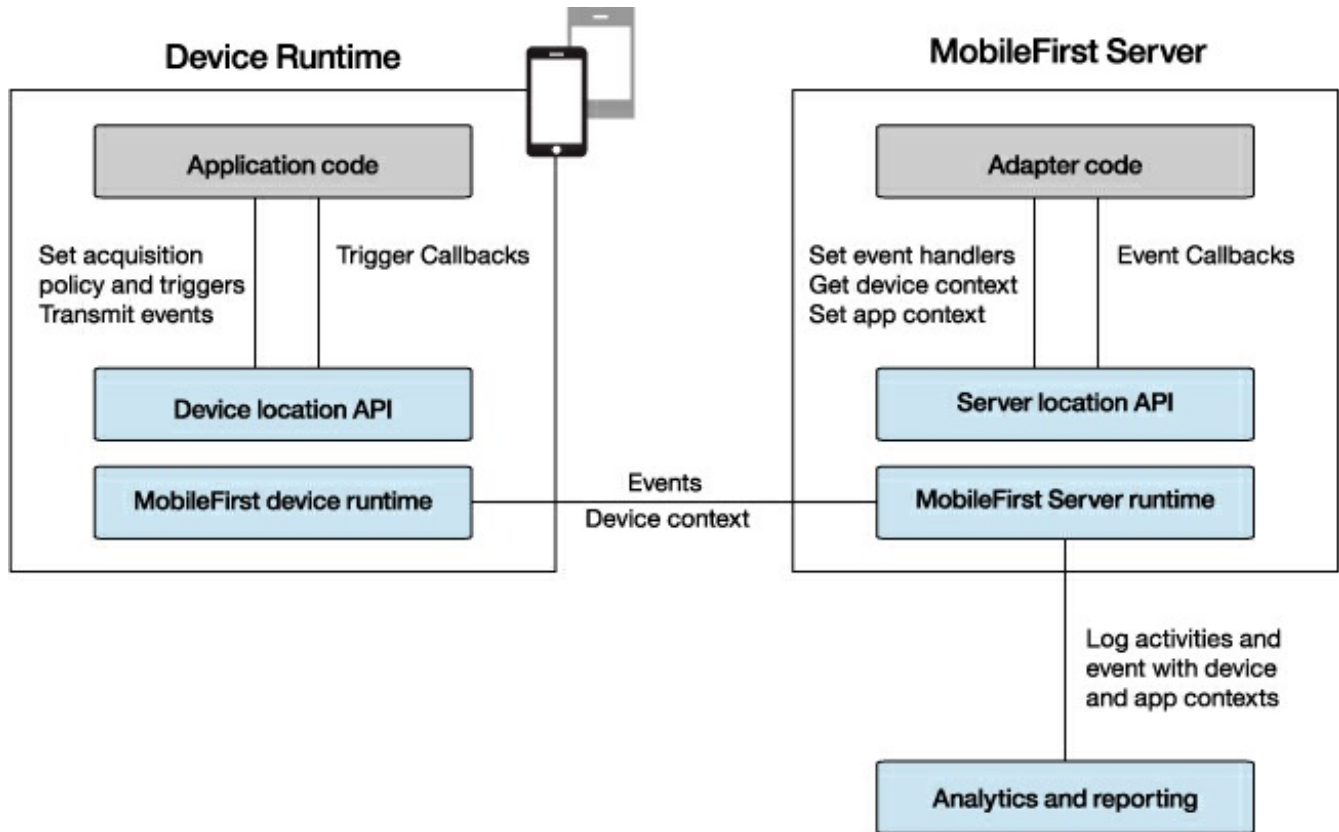 Device Runtime
MobileFirst Server
Application code
Set acquisition
policy and triggers
Transmit events
Trigger Callbacks
Device location API
MobileFirst device runtime
Events
Device context
Adapter code
Set event handlers
Get device context
Set app context
Event Callbacks
Server location API
MobileFirst Server runtime
Log activities and
event with device
and app contexts
Analytics and reporting